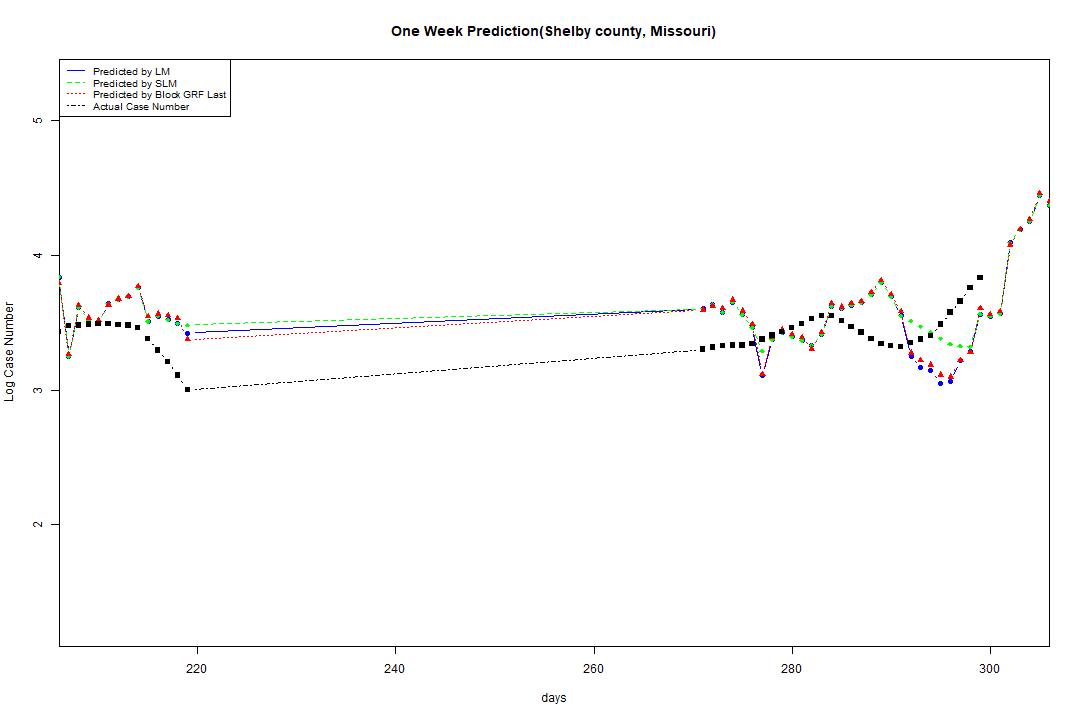 One Week Prediction(Shelby county, Missouri)
Predicted by LM
Predicted by SLM
Predicted by Block GRF Last
Actual Case Number
5
4
3
2
Log Case Number
220
240
260
280
300
days